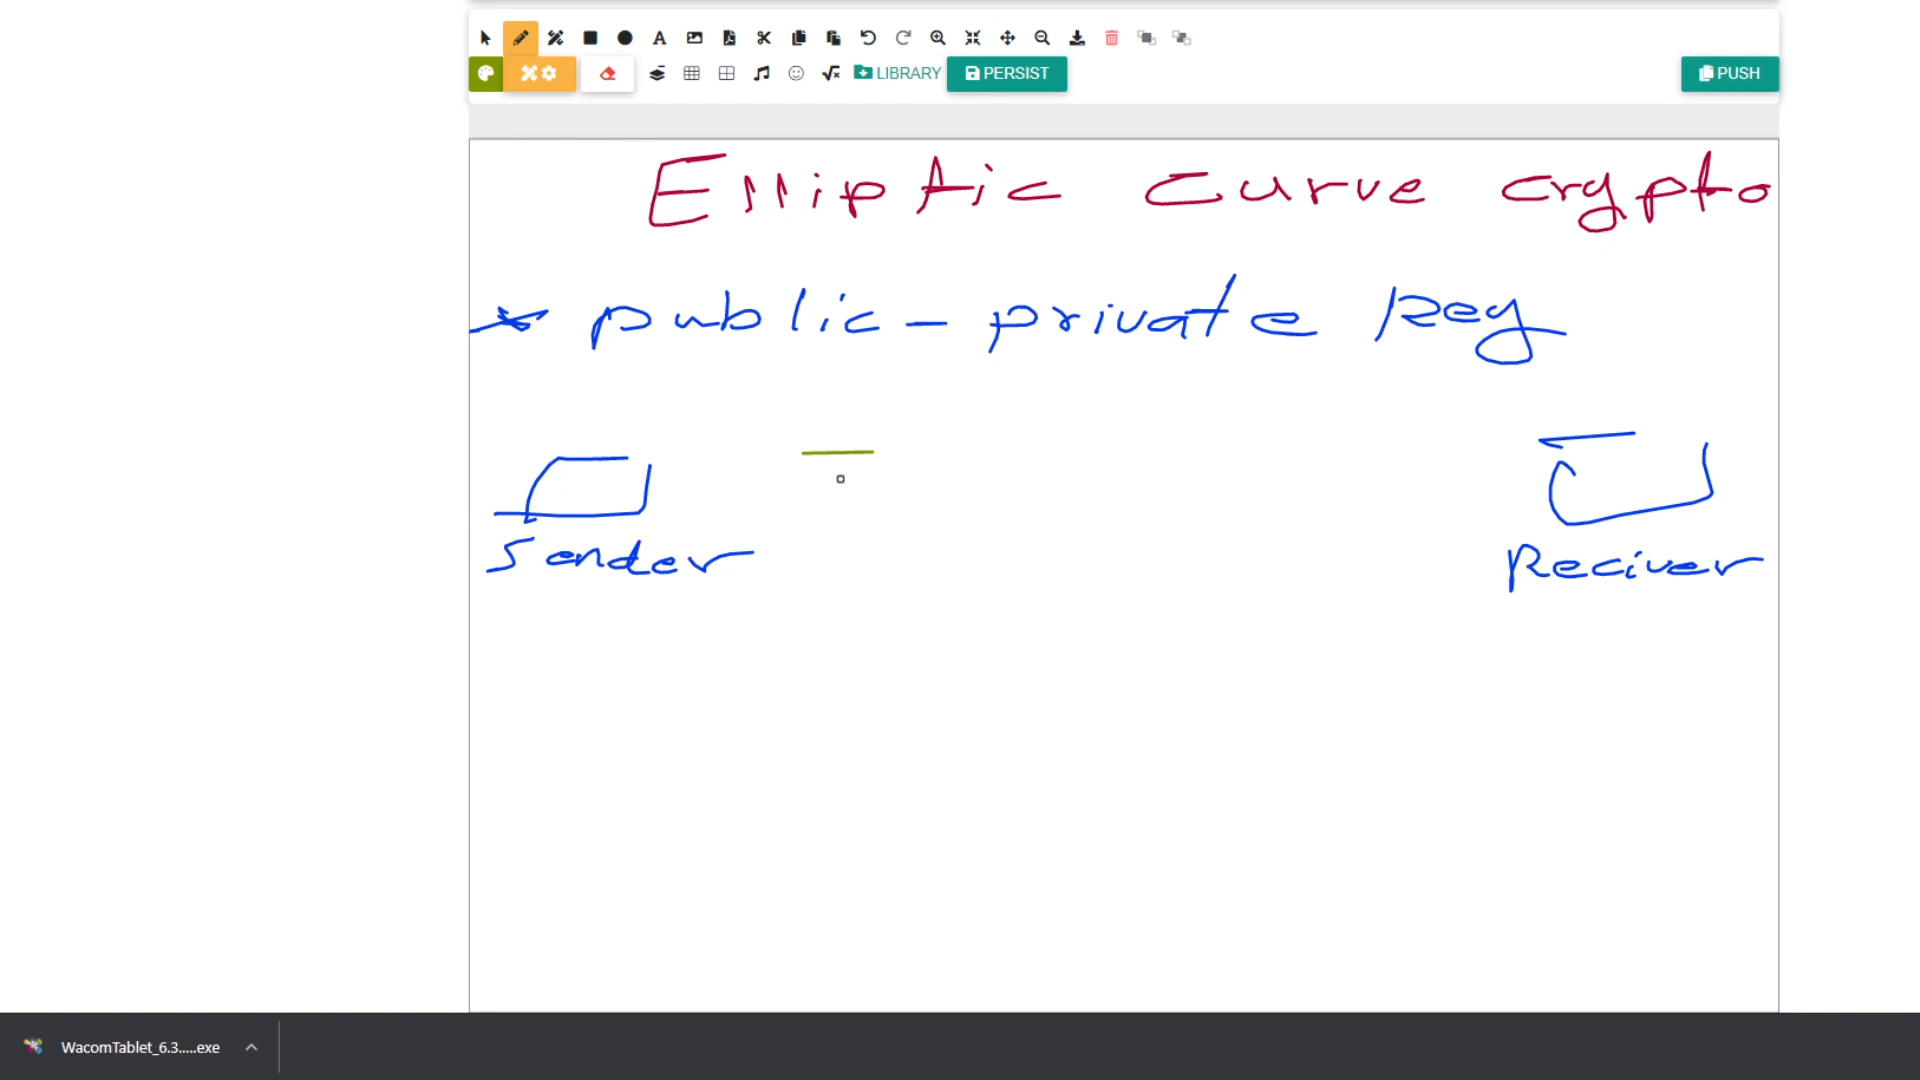 LIBRARY PERSIST PUSH
Elliptic curve crypto
* public - private key
Sender Reciver
WacomTablet_6.3.....exe